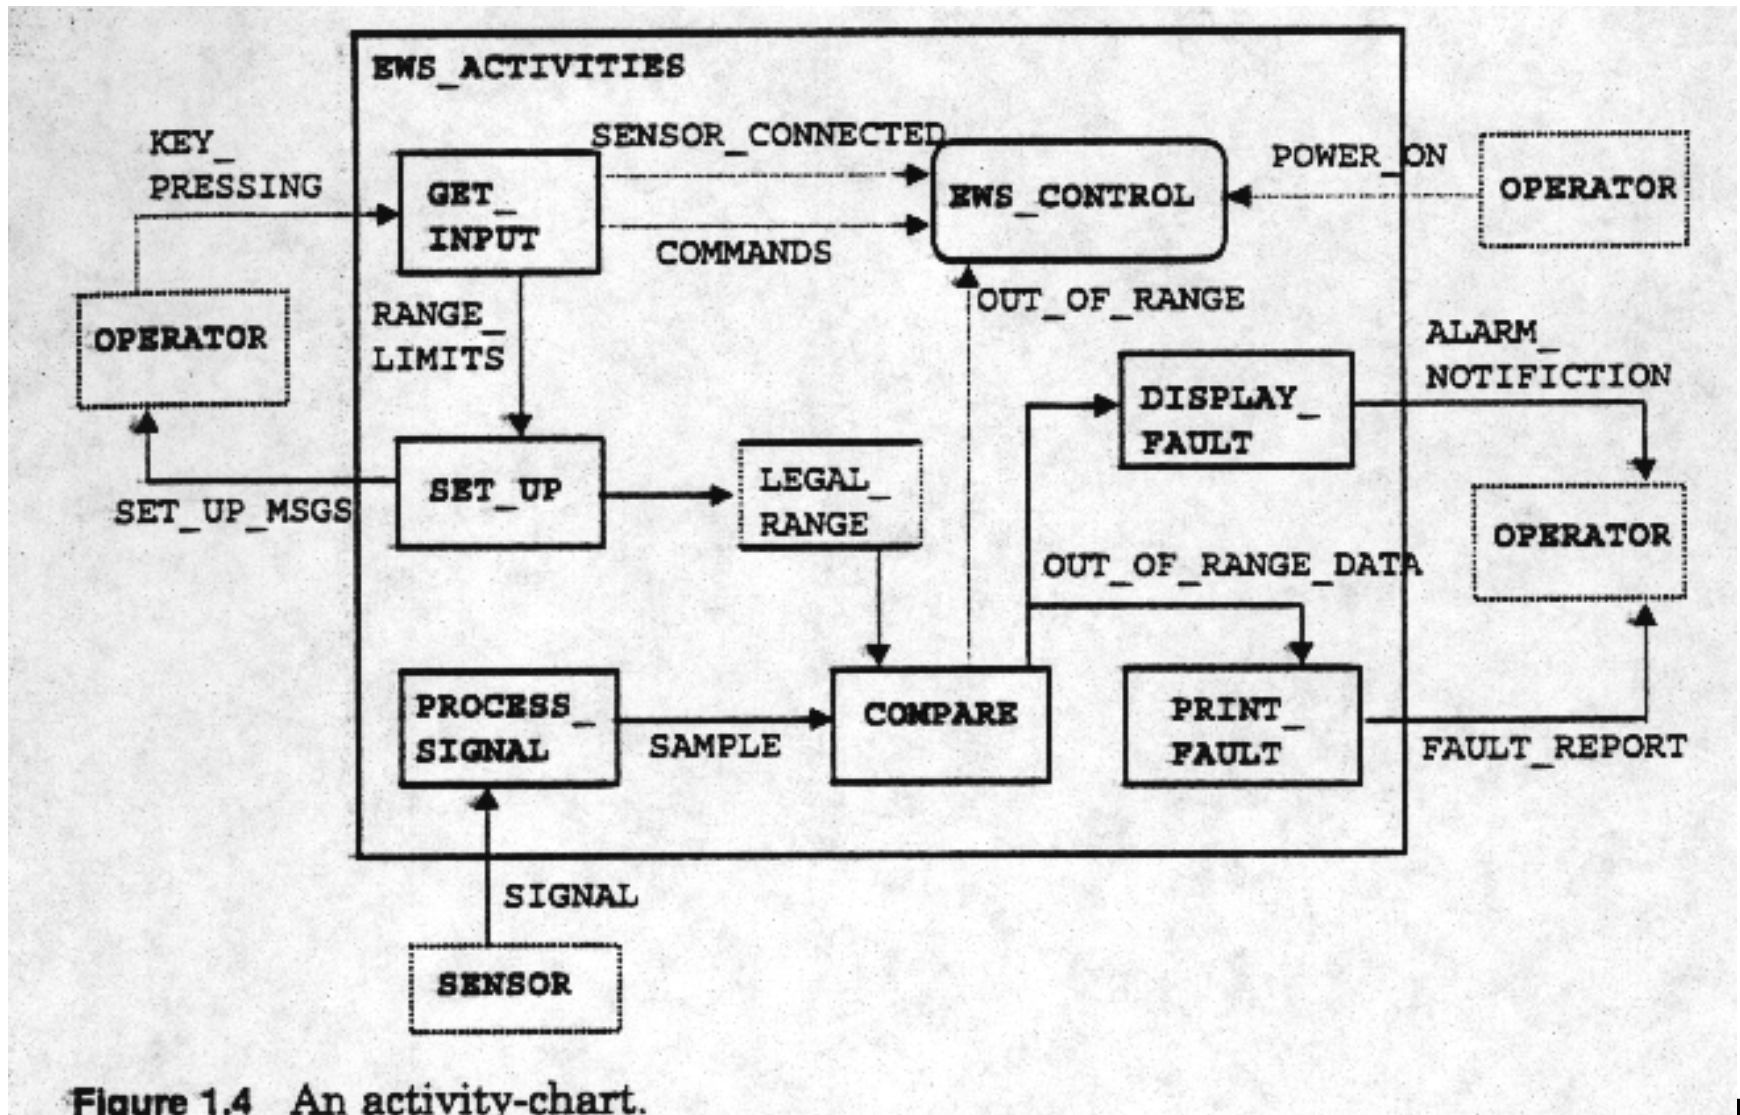 EWS_ACTIVITIES
KEY_
PRESSING
SENSOR_CONNECTED
POWER_ON
GET_
INPUT
EWS_CONTROL
OPERATOR
COMMANDS
OPERATOR
RANGE_
LIMITS
OUT_OF_RANGE
ALARM_
NOTIFICTION
DISPLAY_
FAULT
SET_UP
SET_UP_MSGS
LEGAL_
RANGE
OPERATOR
OUT_OF_RANGE_DATA
PROCESS_
SIGNAL
SAMPLE
COMPARE
PRINT_
FAULT
FAULT_REPORT
SIGNAL
SENSOR
Figure 1.4 An activity-chart.